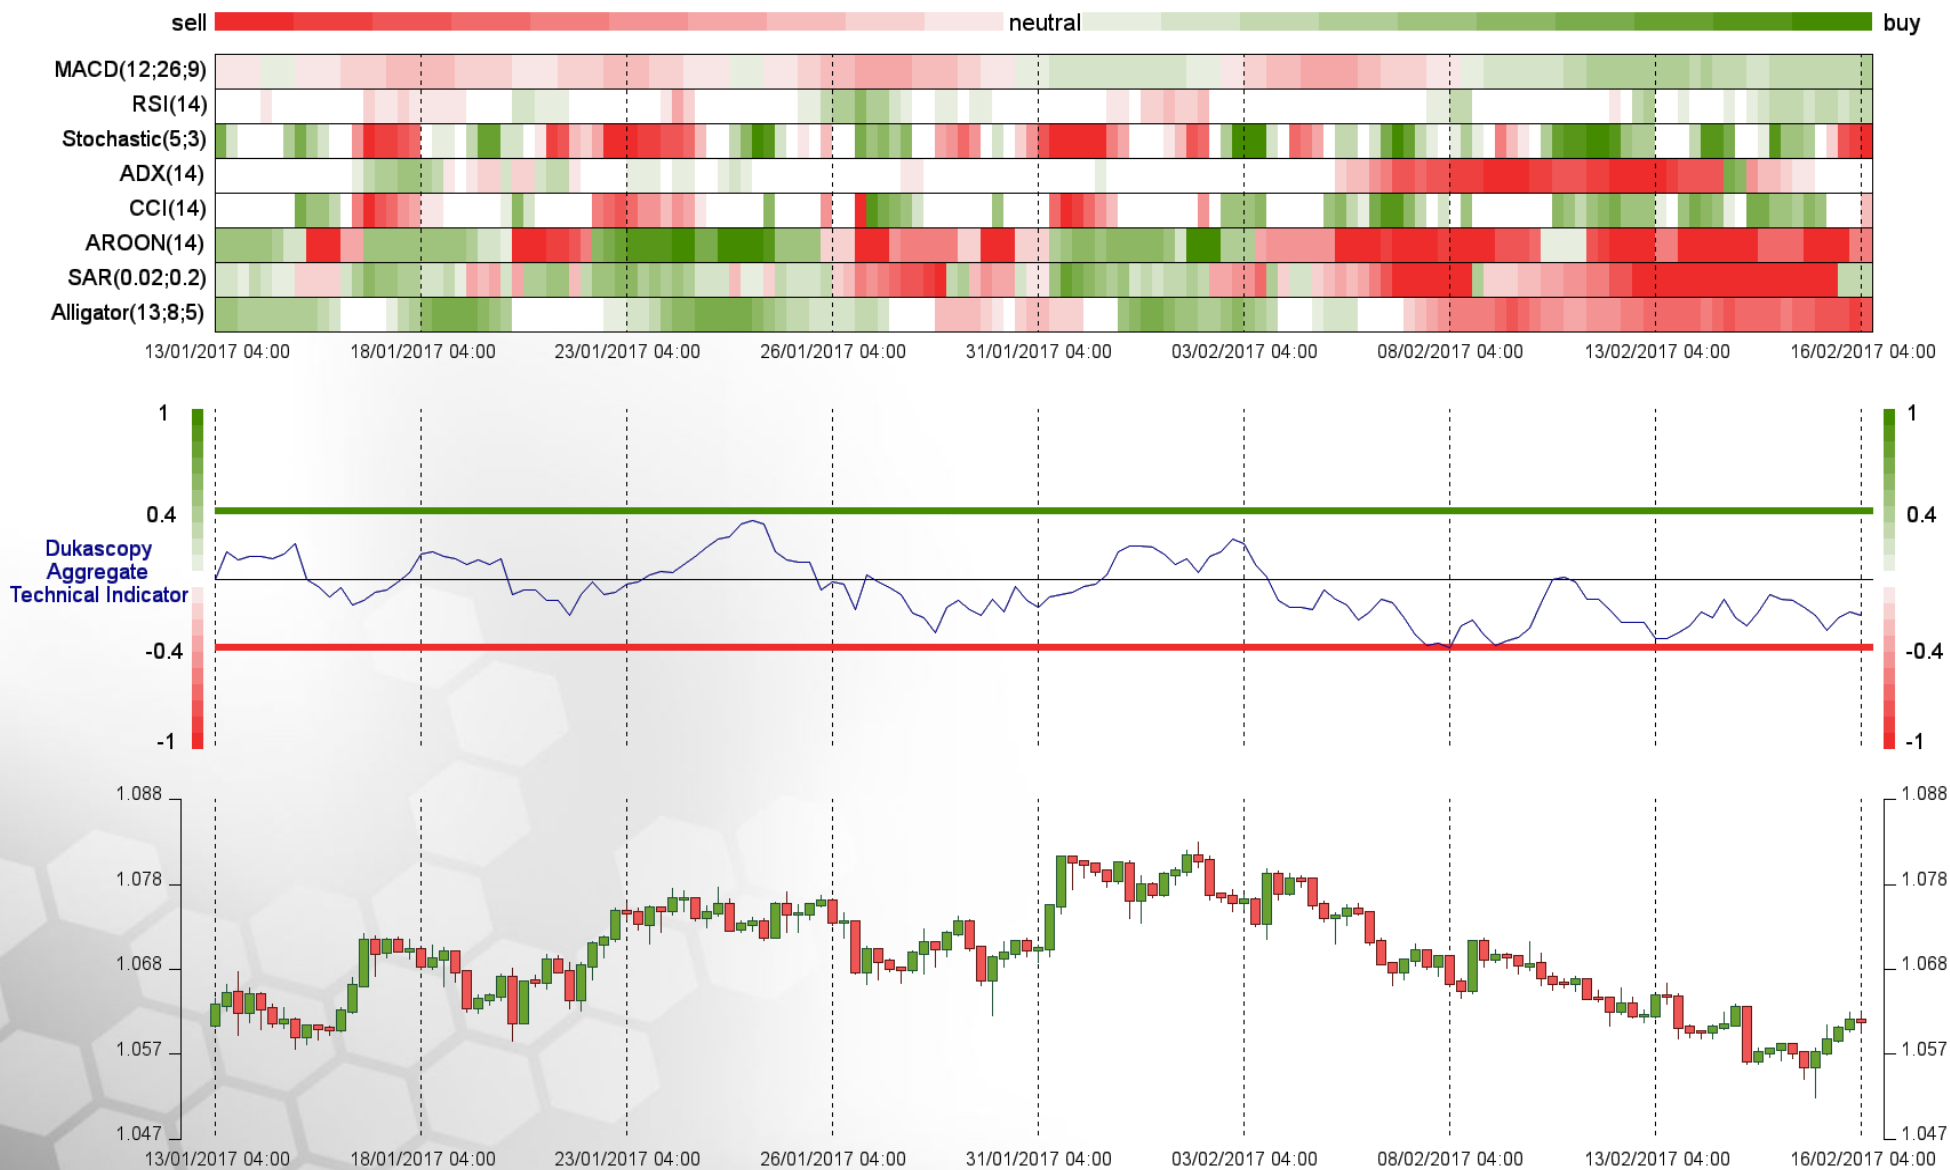 sell neutral buy
MACD(12;26;9)
RSI(14)
Stochastic(5;3)
ADX(14)
CCI(14)
AROON(14)
SAR(0.02;0.2)
Alligator(13;8;5)
13/01/2017 04:00 18/01/2017 04:00 23/01/2017 04:00 26/01/2017 04:00 31/01/2017 04:00 03/02/2017 04:00 08/02/2017 04:00 13/02/2017 04:00 16/02/2017 04:00
1 1
0.4 0.4
Dukascopy
Aggregate
Technical Indicator
-0.4 -0.4
-1 -1
1.088 1.088
1.078 1.078
1.068 1.068
1.057 1.057
1.047 1.047
13/01/2017 04:00 18/01/2017 04:00 23/01/2017 04:00 26/01/2017 04:00 31/01/2017 04:00 03/02/2017 04:00 08/02/2017 04:00 13/02/2017 04:00 16/02/2017 04:00